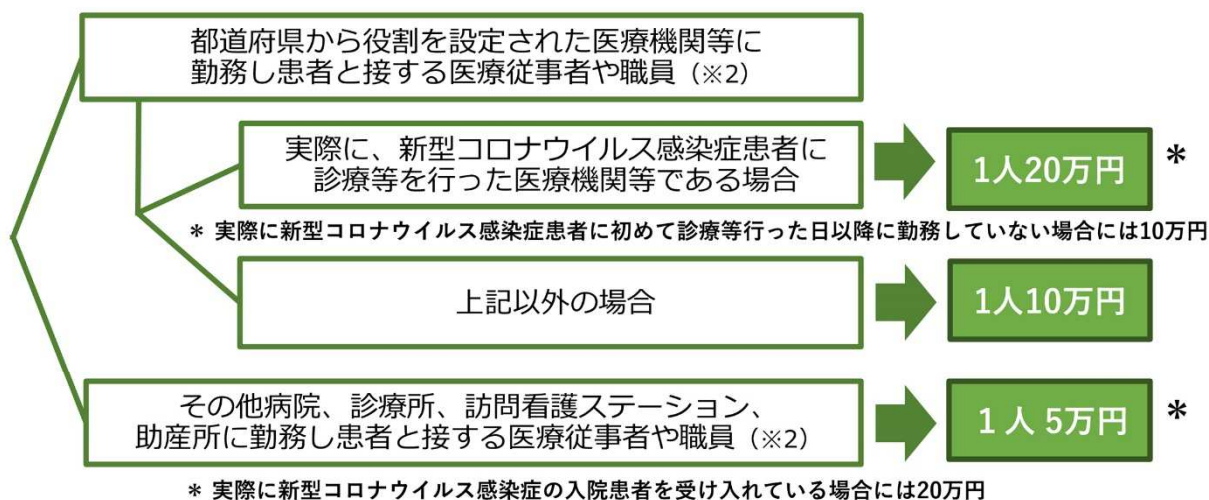 都道府県から役割を設定された医療機関等に
勤務し患者と接する医療従事者や職員（※2）
実際に、新型コロナウイルス感染症患者に
診療等を行った医療機関等である場合
1人20万円 *
* 実際に新型コロナウイルス感染症患者に初めて診療等行った日以降に勤務していない場合には10万円
上記以外の場合
1人10万円
その他病院、診療所、訪問看護ステーション、
助産所に勤務し患者と接する医療従事者や職員（※2）
1人 5万円 *
* 実際に新型コロナウイルス感染症の入院患者を受け入れている場合には20万円